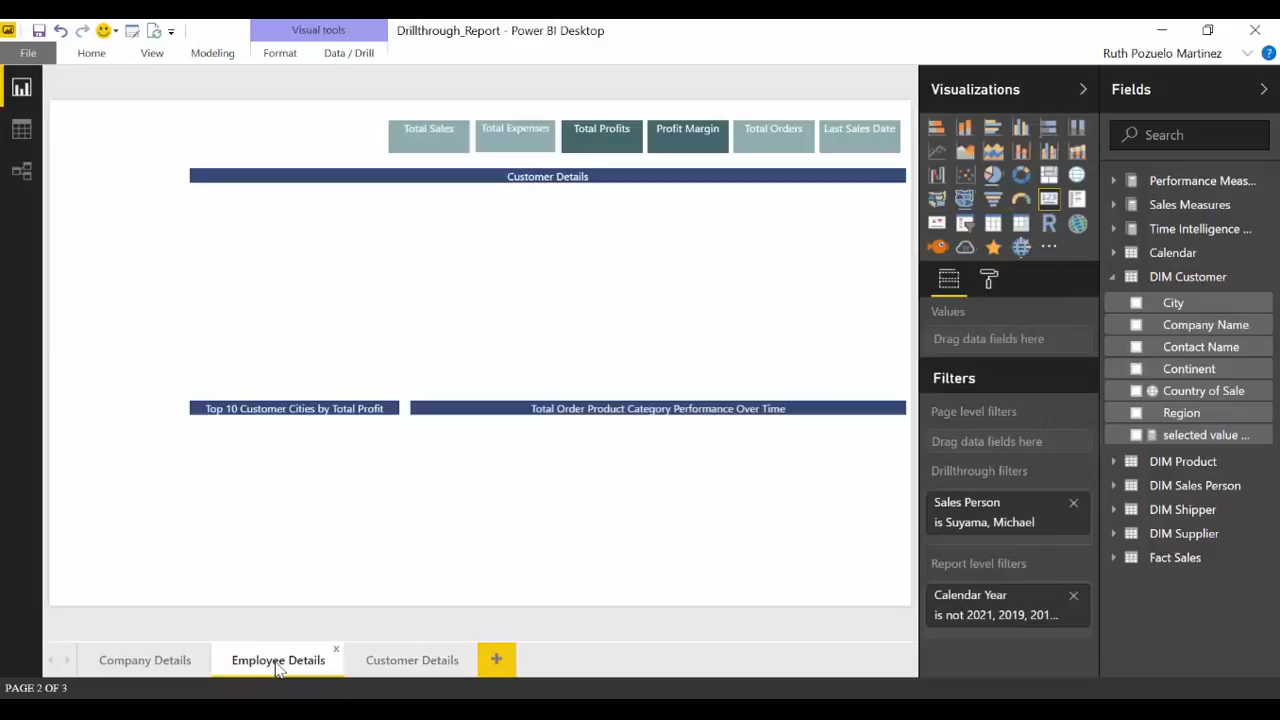 Visual tools
Drillthrough_Report - Power BI Desktop
File
Home
View
Modeling
Format
Data / Drill
Ruth Pozuelo Martinez
?
Total Sales
Total Expenses
Total Profits
Profit Margin
Total Orders
Last Sales Date
Customer Details
Top 10 Customer Cities by Total Profit
Total Order Product Category Performance Over Time
Visualizations
R
Values
Drag data fields here
Filters
Page level filters
Drag data fields here
Drillthrough filters
Sales Person
is Suyama, Michael
Report level filters
Calendar Year
is not 2021, 2019, 201...
Fields
Search
Performance Meas...
Sales Measures
Time Intelligence ...
Calendar
DIM Customer
City
Company Name
Contact Name
Continent
Country of Sale
Region
selected value ...
DIM Product
DIM Sales Person
DIM Shipper
DIM Supplier
Fact Sales
Company Details
Employee Details
x
Customer Details
+
PAGE 2 OF 3